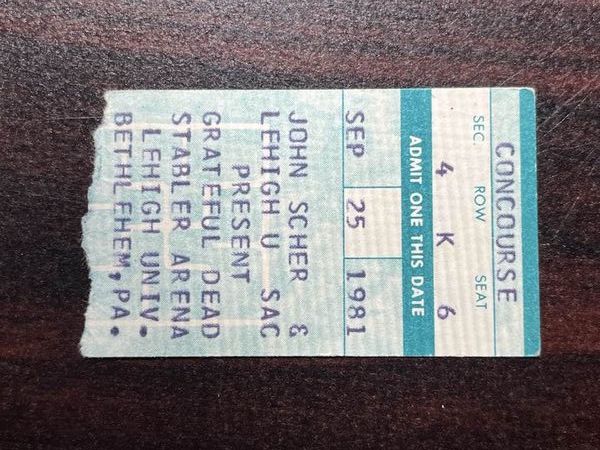 CONCOURSE
SEC ROW SEAT
4 K 6
ADMIT ONE THIS DATE
SEP 25 1981
JOHN SCHER &
LEHIGH U SAC
PRESENT
GRATEFUL DEAD
STABLER ARENA
LEHIGH UNIV.
BETHLEHEM, PA.